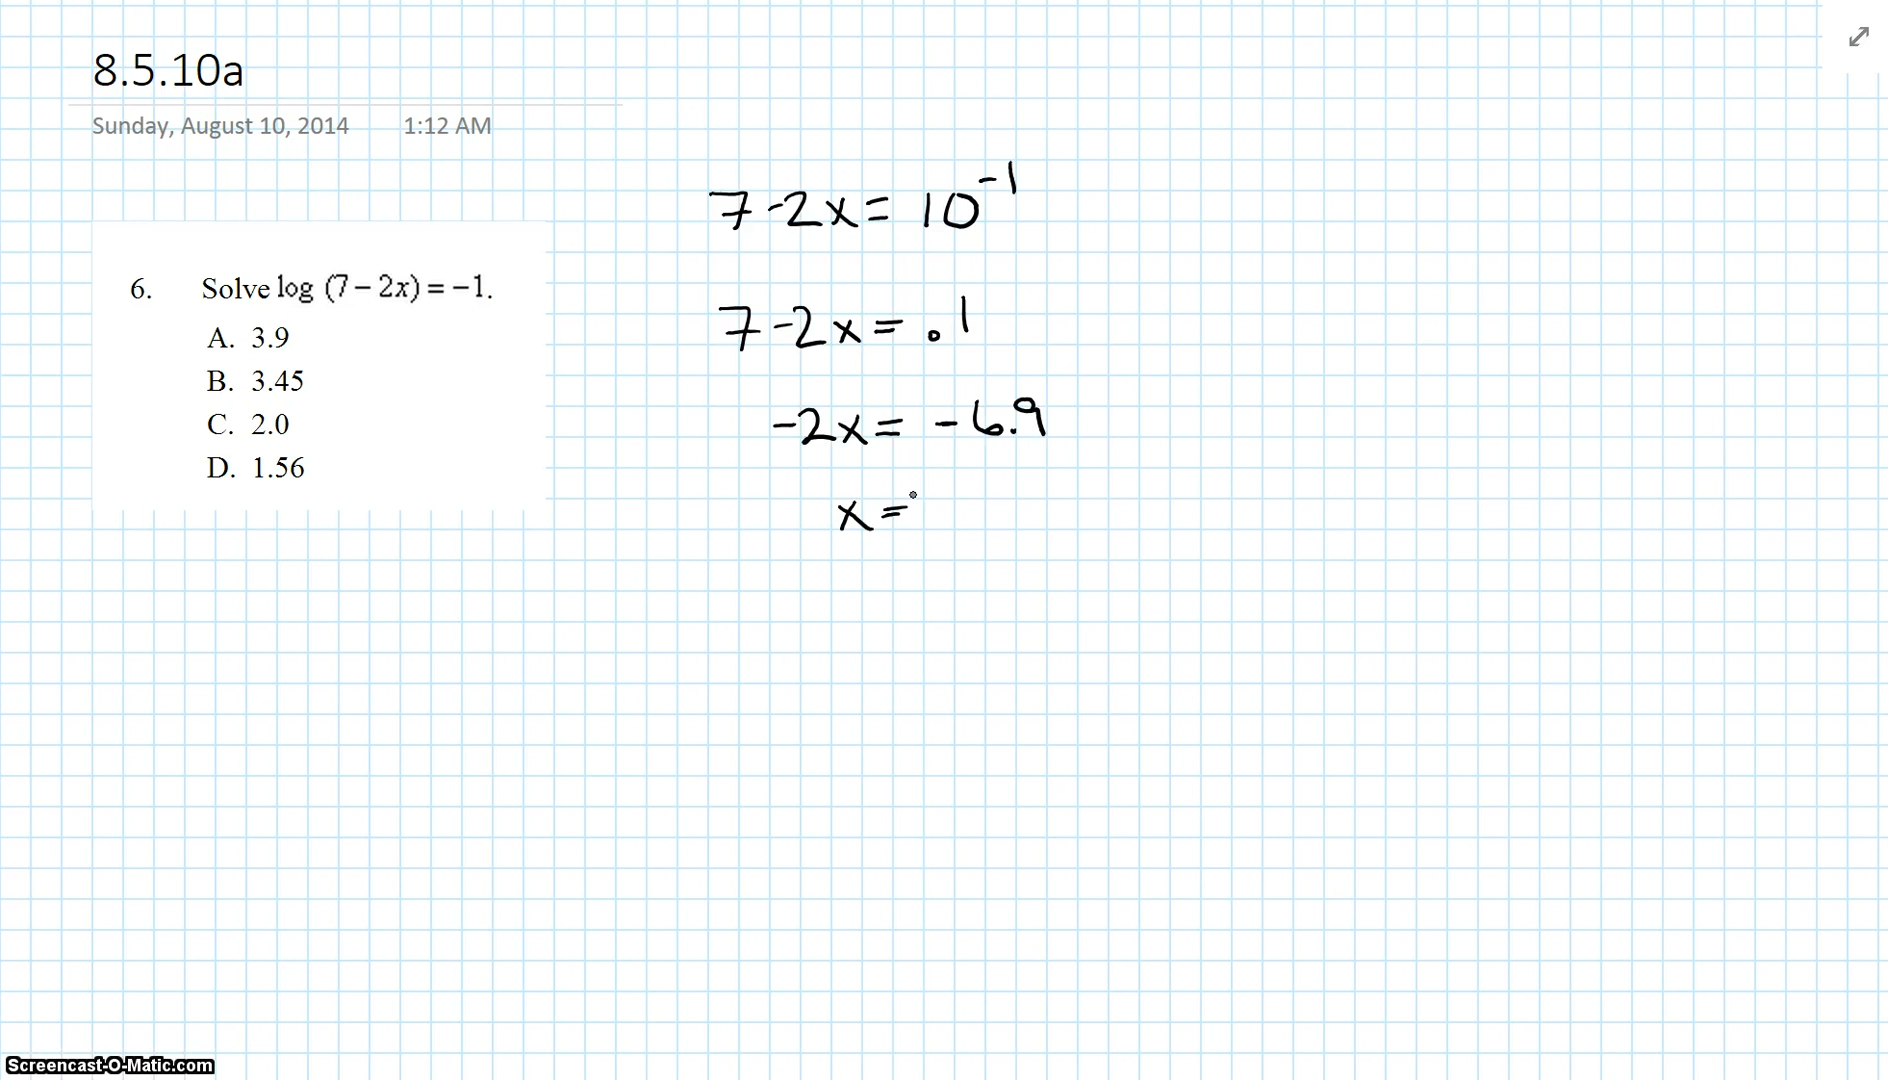 8.5.10a
Sunday, August 10, 2014 1:12 AM
6. Solve log (7 − 2x) = −1.
A. 3.9
B. 3.45
C. 2.0
D. 1.56
7-2x = 10⁻¹
7-2x = .1
-2x = -6.9
x =
Screencast-O-Matic.com